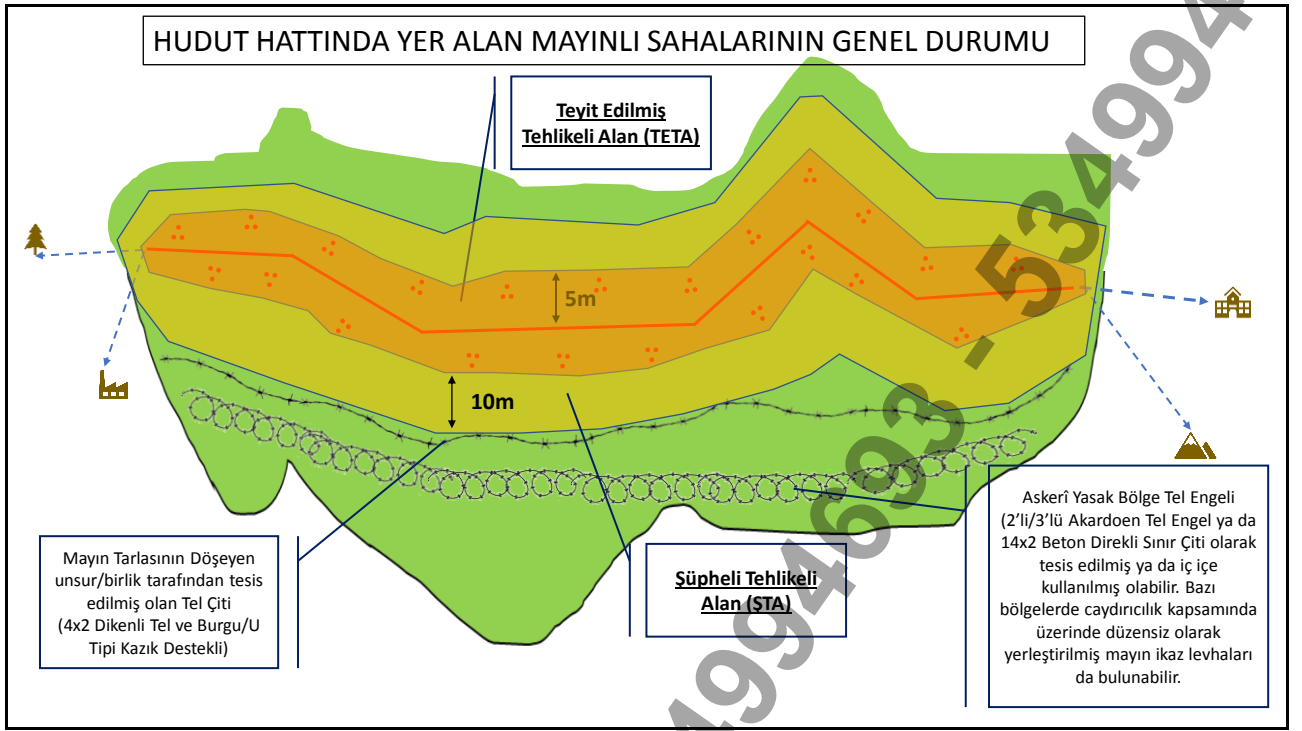 HUDUT HATTINDA YER ALAN MAYINLI SAHALARININ GENEL DURUMU
Teyit Edilmiş
Tehlikeli Alan (TETA)
5m
10m
Mayın Tarlasının Döşeyen
unsur/birlik tarafından tesis
edilmiş olan Tel Çiti
(4x2 Dikenli Tel ve Burgu/U
Tipi Kazık Destekli)
Şüpheli Tehlikeli
Alan (ŞTA)
Askerî Yasak Bölge Tel Engeli
(2’li/3’lü Akardoen Tel Engel ya da
14x2 Beton Direkli Sınır Çiti olarak
tesis edilmiş ya da iç içe
kullanılmış olabilir. Bazı
bölgelerde caydırıcılık kapsamında
üzerinde düzensiz olarak
yerleştirilmiş mayın ikaz levhaları
da bulunabilir.